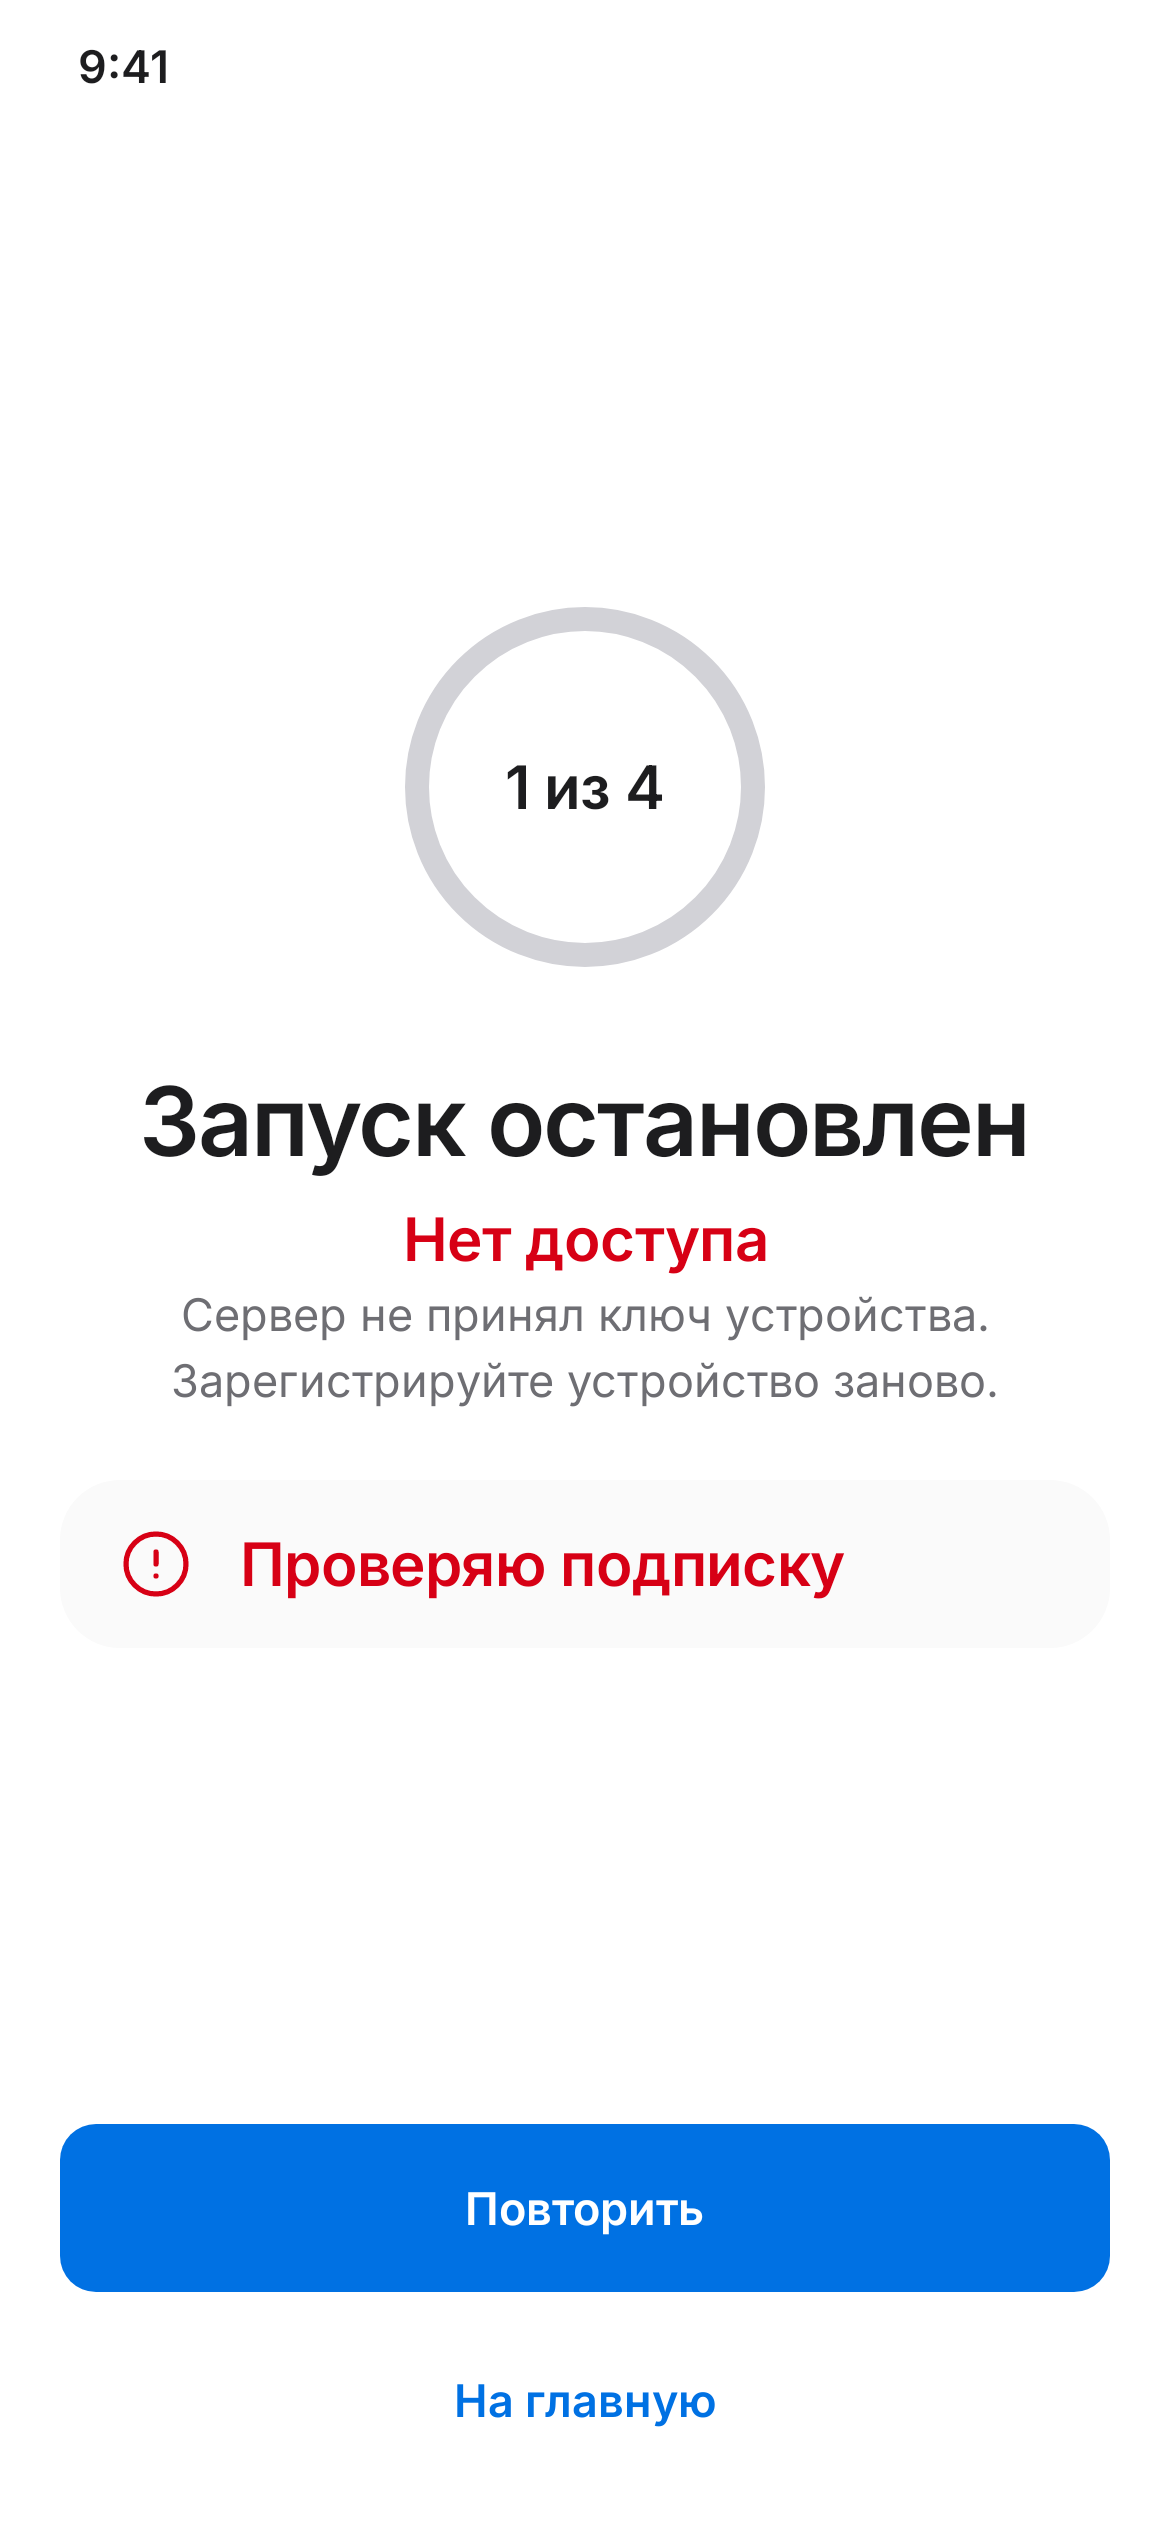 9:41
1 из 4
Запуск остановлен
Нет доступа
Сервер не принял ключ устройства.
Зарегистрируйте устройство заново.
Проверяю подписку
Повторить
На главную